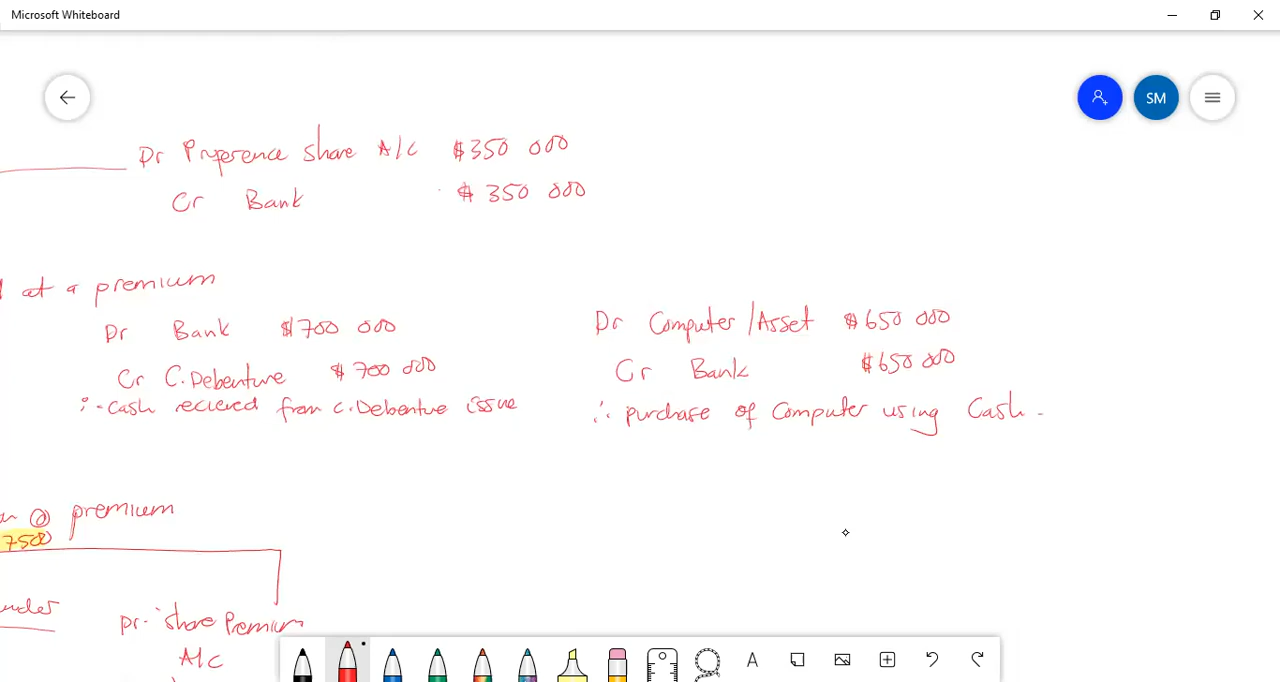 Microsoft Whiteboard
SM
Dr Preference share A/c $350 000
Cr Bank $350 000
at a premium
Dr Bank $700 000
Cr C.Debenture $700 000
∴ Cash recieved from C.Debentue issue
Dr Computer/Asset $650 000
Cr Bank $650 000
∴ purchase of Computer using Cash.
@ premium
7500
Dr. Share Premium
A/c
A